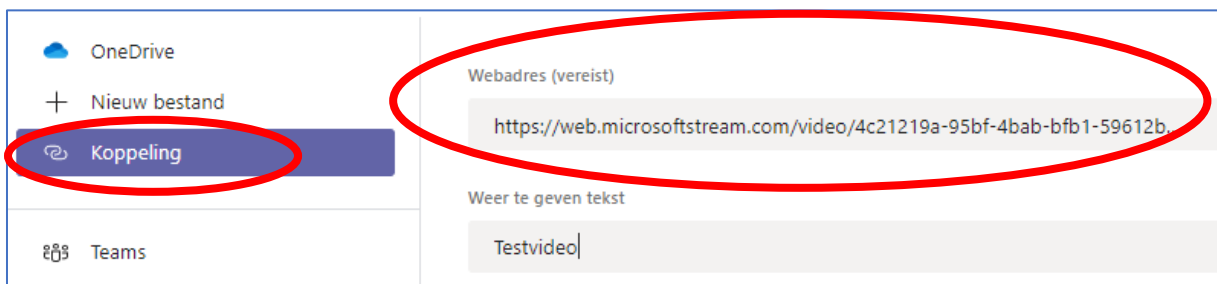 OneDrive
Nieuw bestand
Koppeling
Teams
Webadres (vereist)
https://web.microsoftstream.com/video/4c21219a-95bf-4bab-bfb1-59612b...
Weer te geven tekst
Testvideo